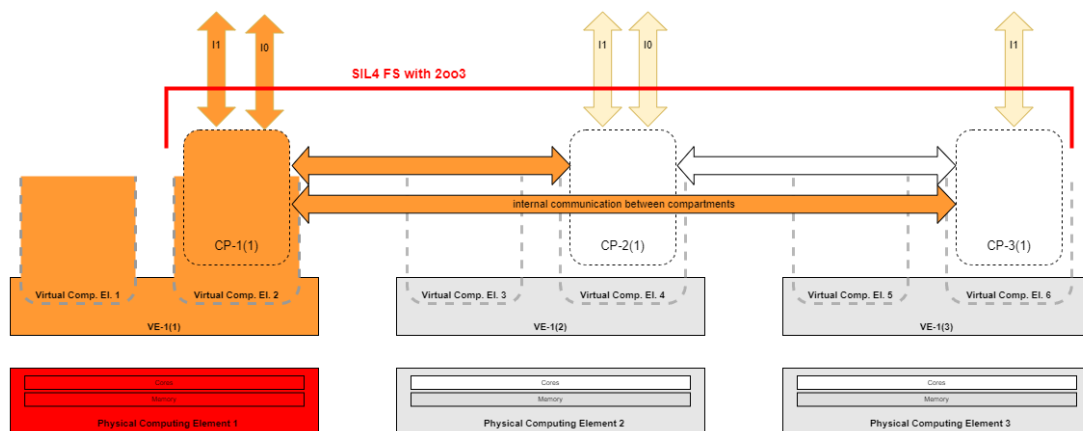 I1
I0
I1
I0
I1
SIL4 FS with 2oo3
internal communication between compartments
CP-1(1)
CP-2(1)
CP-3(1)
Virtual Comp. El. 1
Virtual Comp. El. 2
Virtual Comp. El. 3
Virtual Comp. El. 4
Virtual Comp. El. 5
Virtual Comp. El. 6
VE-1(1)
VE-1(2)
VE-1(3)
Cores
Cores
Cores
Memory
Memory
Memory
Physical Computing Element 1
Physical Computing Element 2
Physical Computing Element 3